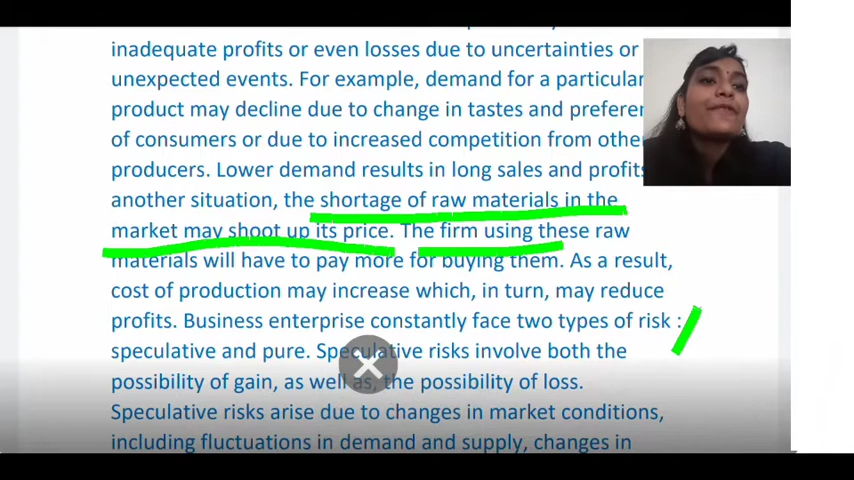 inadequate profits or even losses due to uncertainties or
unexpected events. For example, demand for a particular
product may decline due to change in tastes and prefer
of consumers or due to increased competition from othe
producers. Lower demand results in long sales and profits
another situation, the shortage of raw materials in the
market may shoot up its price. The firm using these raw
materials will have to pay more for buying them. As a result,
cost of production may increase which, in turn, may reduce
profits. Business enterprise constantly face two types of risk :
speculative and pure. Speculative risks involve both the
possibility of gain, as well as, the possibility of loss.
Speculative risks arise due to changes in market conditions,
including fluctuations in demand and supply, changes in